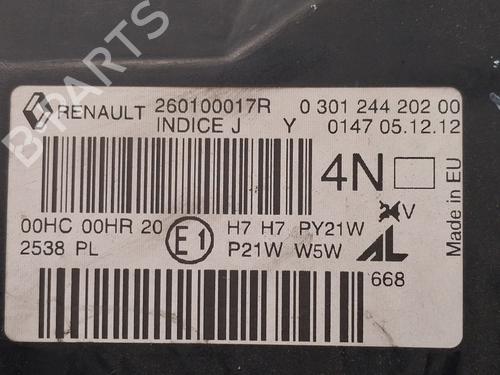 B-PARTS
RENAULT 260100017R 0 301 244 202 00
INDICE J Y 0147 05.12.12
4N
Made in EU
00HC 00HR 20 E1 H7 H7 PY21W V
2538 PL P21W W5W AL
668